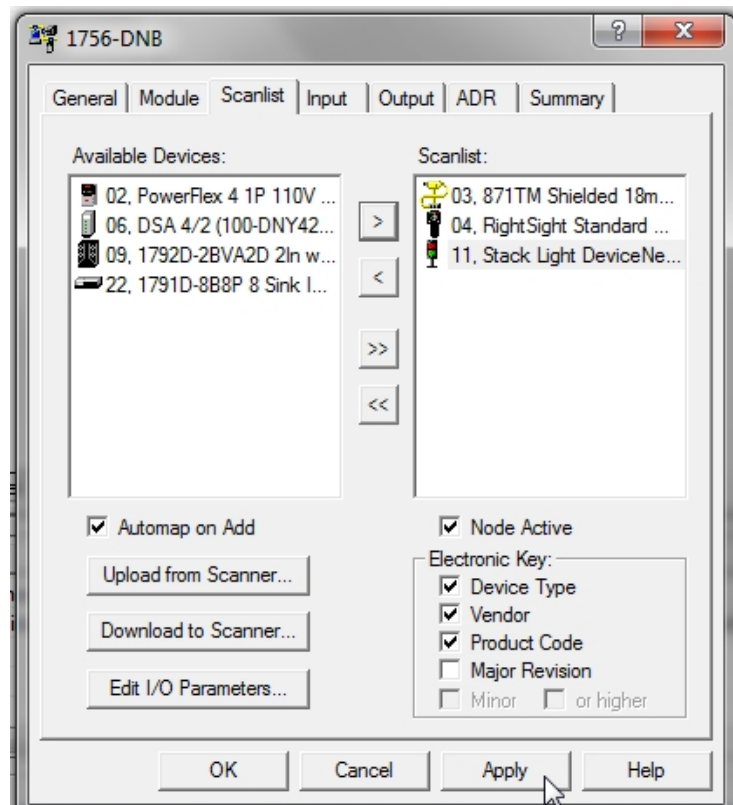 1756-DNB
General Module Scanlist Input Output ADR Summary
Available Devices:
02, PowerFlex 4 1P 110V ...
06, DSA 4/2 (100-DNY42...
09, 1792D-2BVA2D 2In w...
22, 1791D-8B8P 8 Sink I...
>
<
>>
<<
Scanlist:
03, 871TM Shielded 18m...
04, RightSight Standard ...
11, Stack Light DeviceNe...
Automap on Add
Upload from Scanner...
Download to Scanner...
Edit I/O Parameters...
Node Active
Electronic Key:
Device Type
Vendor
Product Code
Major Revision
Minor or higher
OK Cancel Apply Help